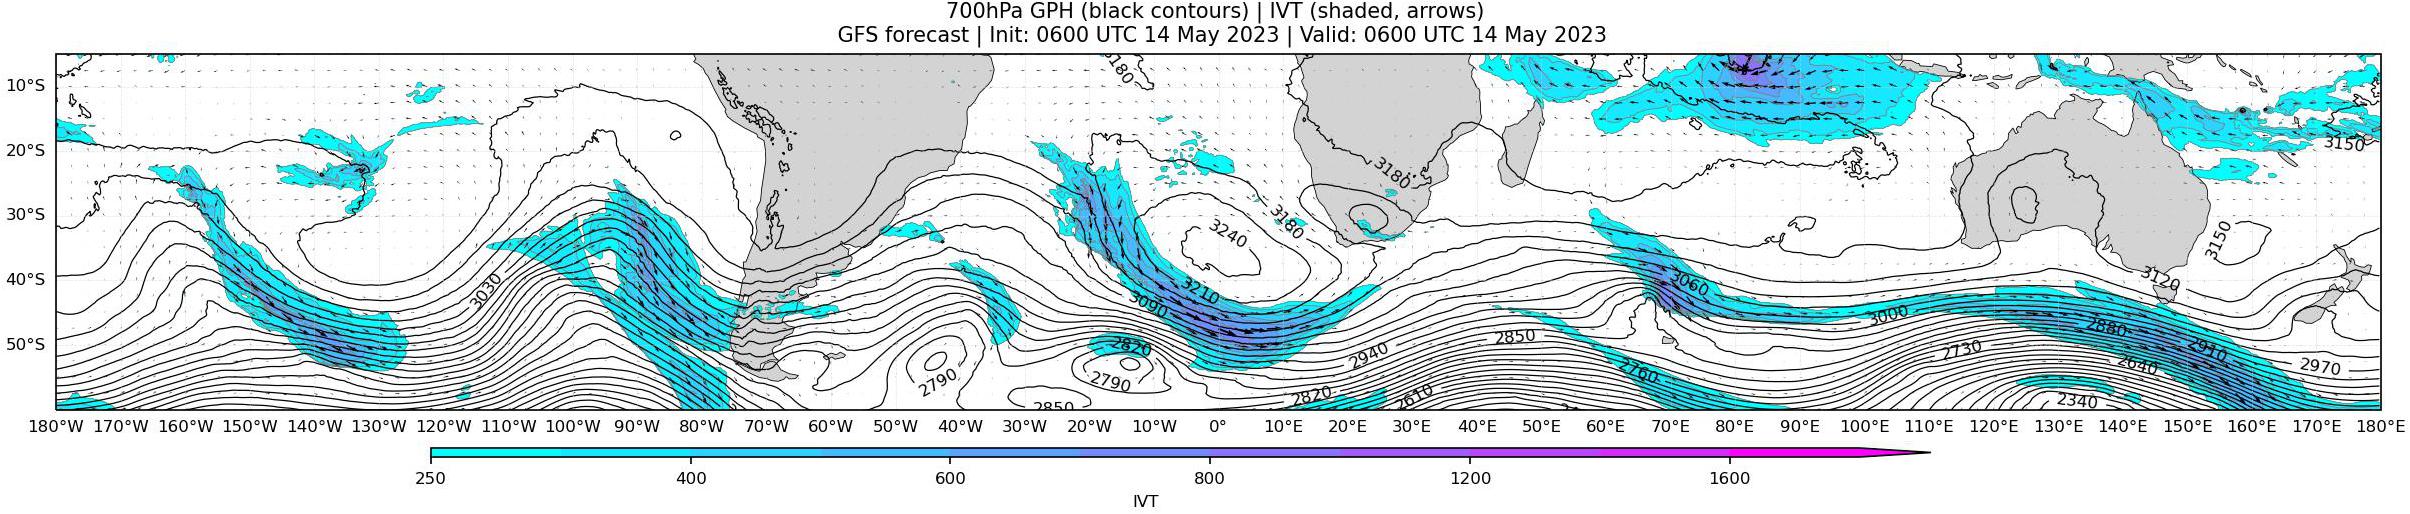 700hPa GPH (black contours) | IVT (shaded, arrows)
GFS forecast | Init: 0600 UTC 14 May 2023 | Valid: 0600 UTC 14 May 2023
3180
10°S
20°S
3150
3180
30°S
3180
3240
3150
40°S
3120
3030
3060
3210
3090
3000
2880
50°S
2850
2820
2910
2940
2730
2640
2760
2970
2790
2790
2820
2610
2340
2850
180°W 170°W 160°W 150°W 140°W 130°W 120°W 110°W 100°W 90°W 80°W 70°W 60°W 50°W 40°W 30°W 20°W 10°W 0° 10°E 20°E 30°E 40°E 50°E 60°E 70°E 80°E 90°E 100°E 110°E 120°E 130°E 140°E 150°E 160°E 170°E 180°E
250 400 600 800 1200 1600
IVT